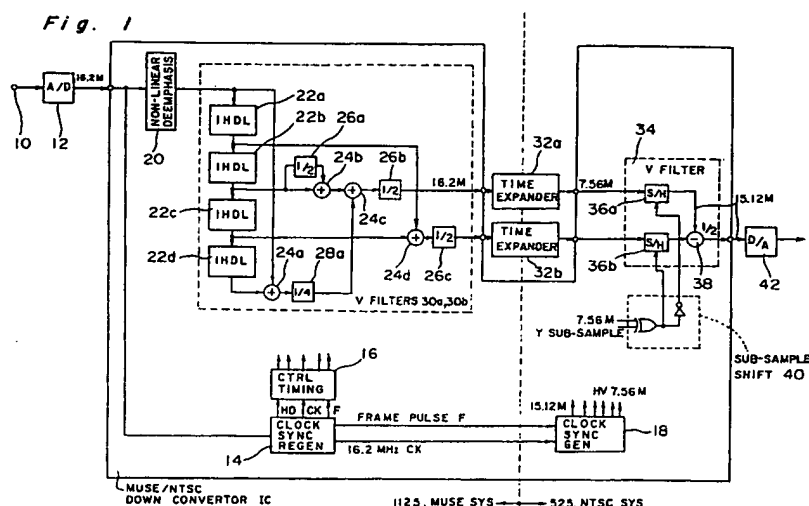 Fig. 1
10
A/D
12
16.2M
NON-LINEAR
DEEMPHASIS
20
1HDL
22a
1HDL
22b
1HDL
22c
1HDL
22d
26a
1/2
24b
24c
26b
1/2
16.2M
24a
28a
1/4
24d
1/2
26c
V FILTERS 30a,30b
32a
TIME
EXPANDER
TIME
EXPANDER
32b
7.56M
34
V FILTER
S/H
36a
15.12M
S/H
36b
1/2
38
D/A
42
7.56M
Y SUB-SAMPLE
SUB-SAMPLE
SHIFT 40
16
CTRL
TIMING
HD CK F
CLOCK
SYNC
REGEN
14
FRAME PULSE F
16.2 MHz CK
HV 7.56M
15.12M
CLOCK
SYNC
GEN
18
MUSE/NTSC
DOWN CONVERTOR IC
1125, MUSE SYS
525, NTSC SYS